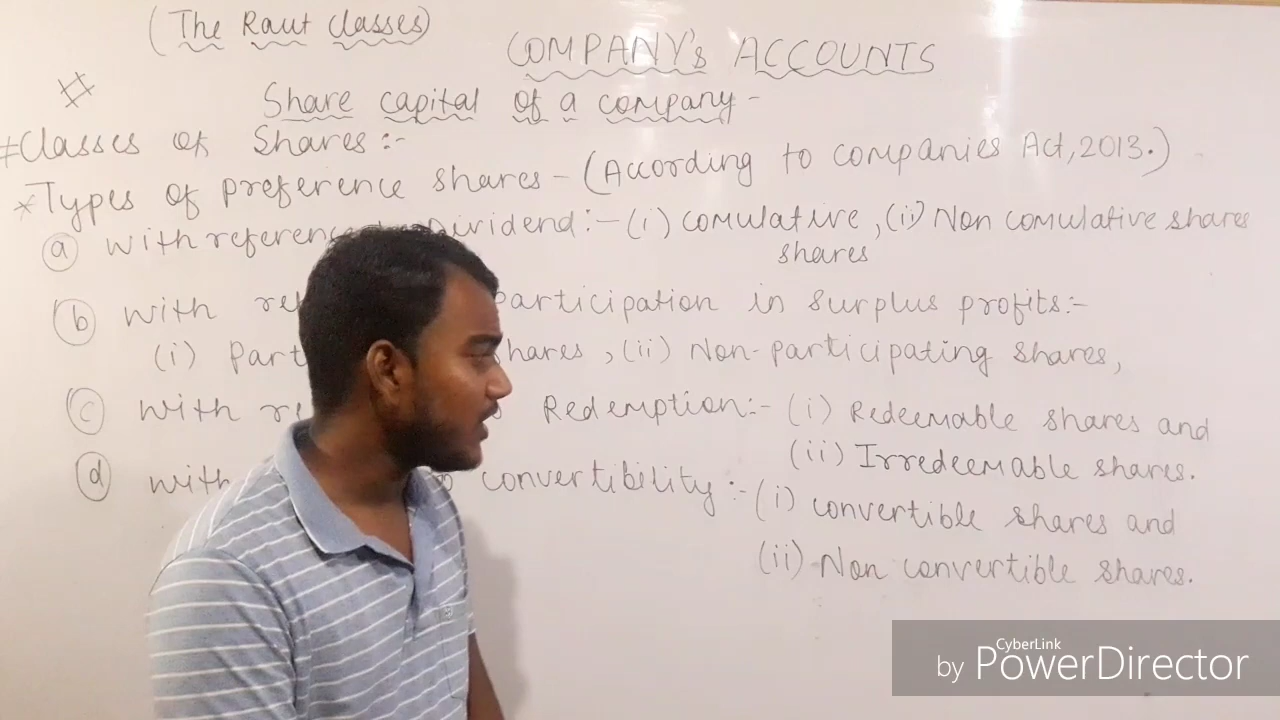 (The Raut Classes)
COMPANY's ACCOUNTS
#
Share capital of a company -
#Classes of Shares:-
*Types of preference shares - (According to companies Act, 2013.)
(a) with reference to Dividend:- (i) comulative, (ii) Non comulative shares
shares
(b) with participation in surplus profits:-
(i) hares, (ii) Non-participating shares,
(c) with Redemption:- (i) Redeemable shares and
(ii) Irredeemable shares.
(d) with convertibility:- (i) convertible shares and
(ii) Non convertible shares.
CyberLink
by PowerDirector